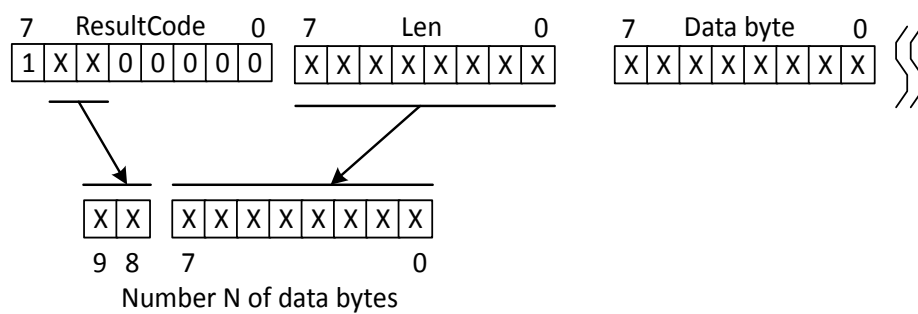 7 ResultCode 0 7 Len 0 7 Data byte 0
1 X X 0 0 0 0 0 X X X X X X X X X X X X X X X X
X X X X X X X X X X
9 8 7 0
Number N of data bytes